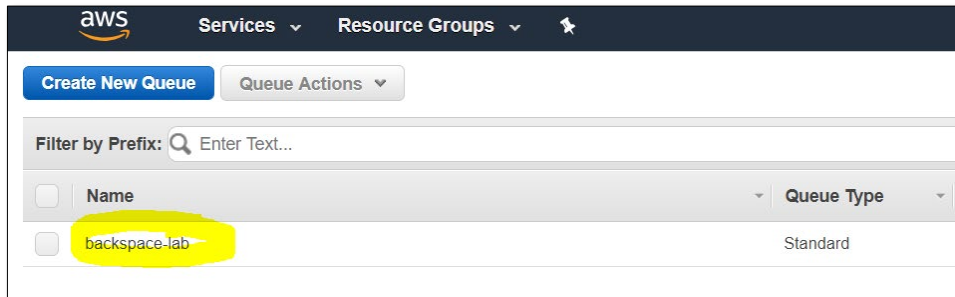 aws Services Resource Groups
Create New Queue Queue Actions
Filter by Prefix: Enter Text...
Name Queue Type
backspace-lab Standard